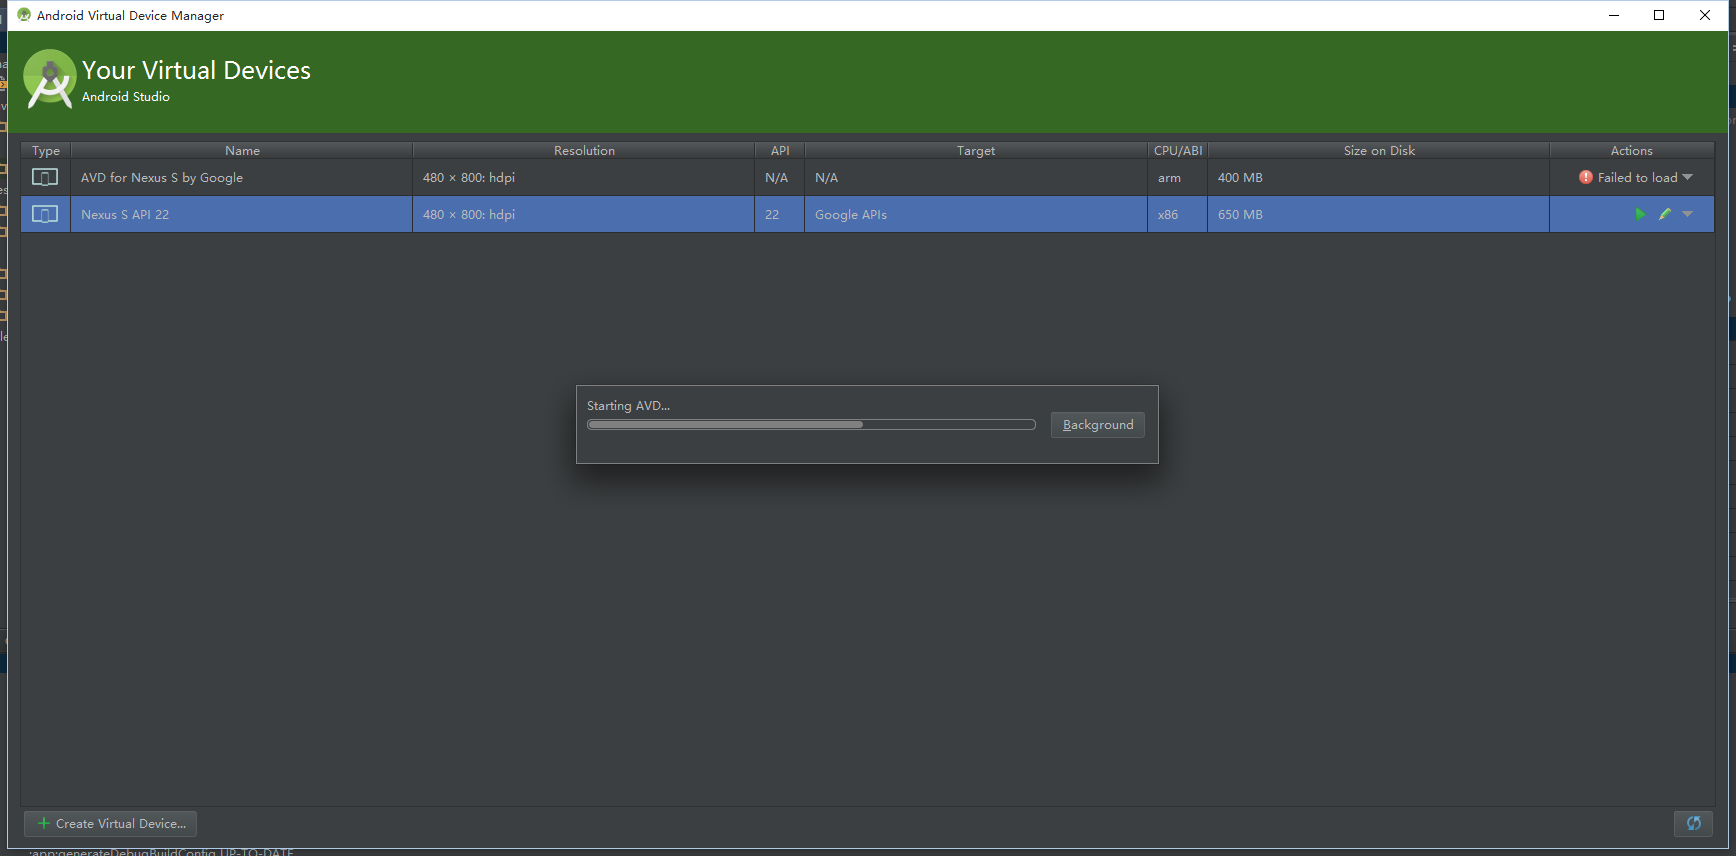 Android Virtual Device Manager
Your Virtual Devices
Android Studio
Type Name Resolution API Target CPU/ABI Size on Disk Actions
AVD for Nexus S by Google 480 × 800: hdpi N/A N/A arm 400 MB Failed to load
Nexus S API 22 480 × 800: hdpi 22 Google APIs x86 650 MB
Starting AVD...
Background
Create Virtual Device...
:app:generateDebugBuildConfig UP-TO-DATE